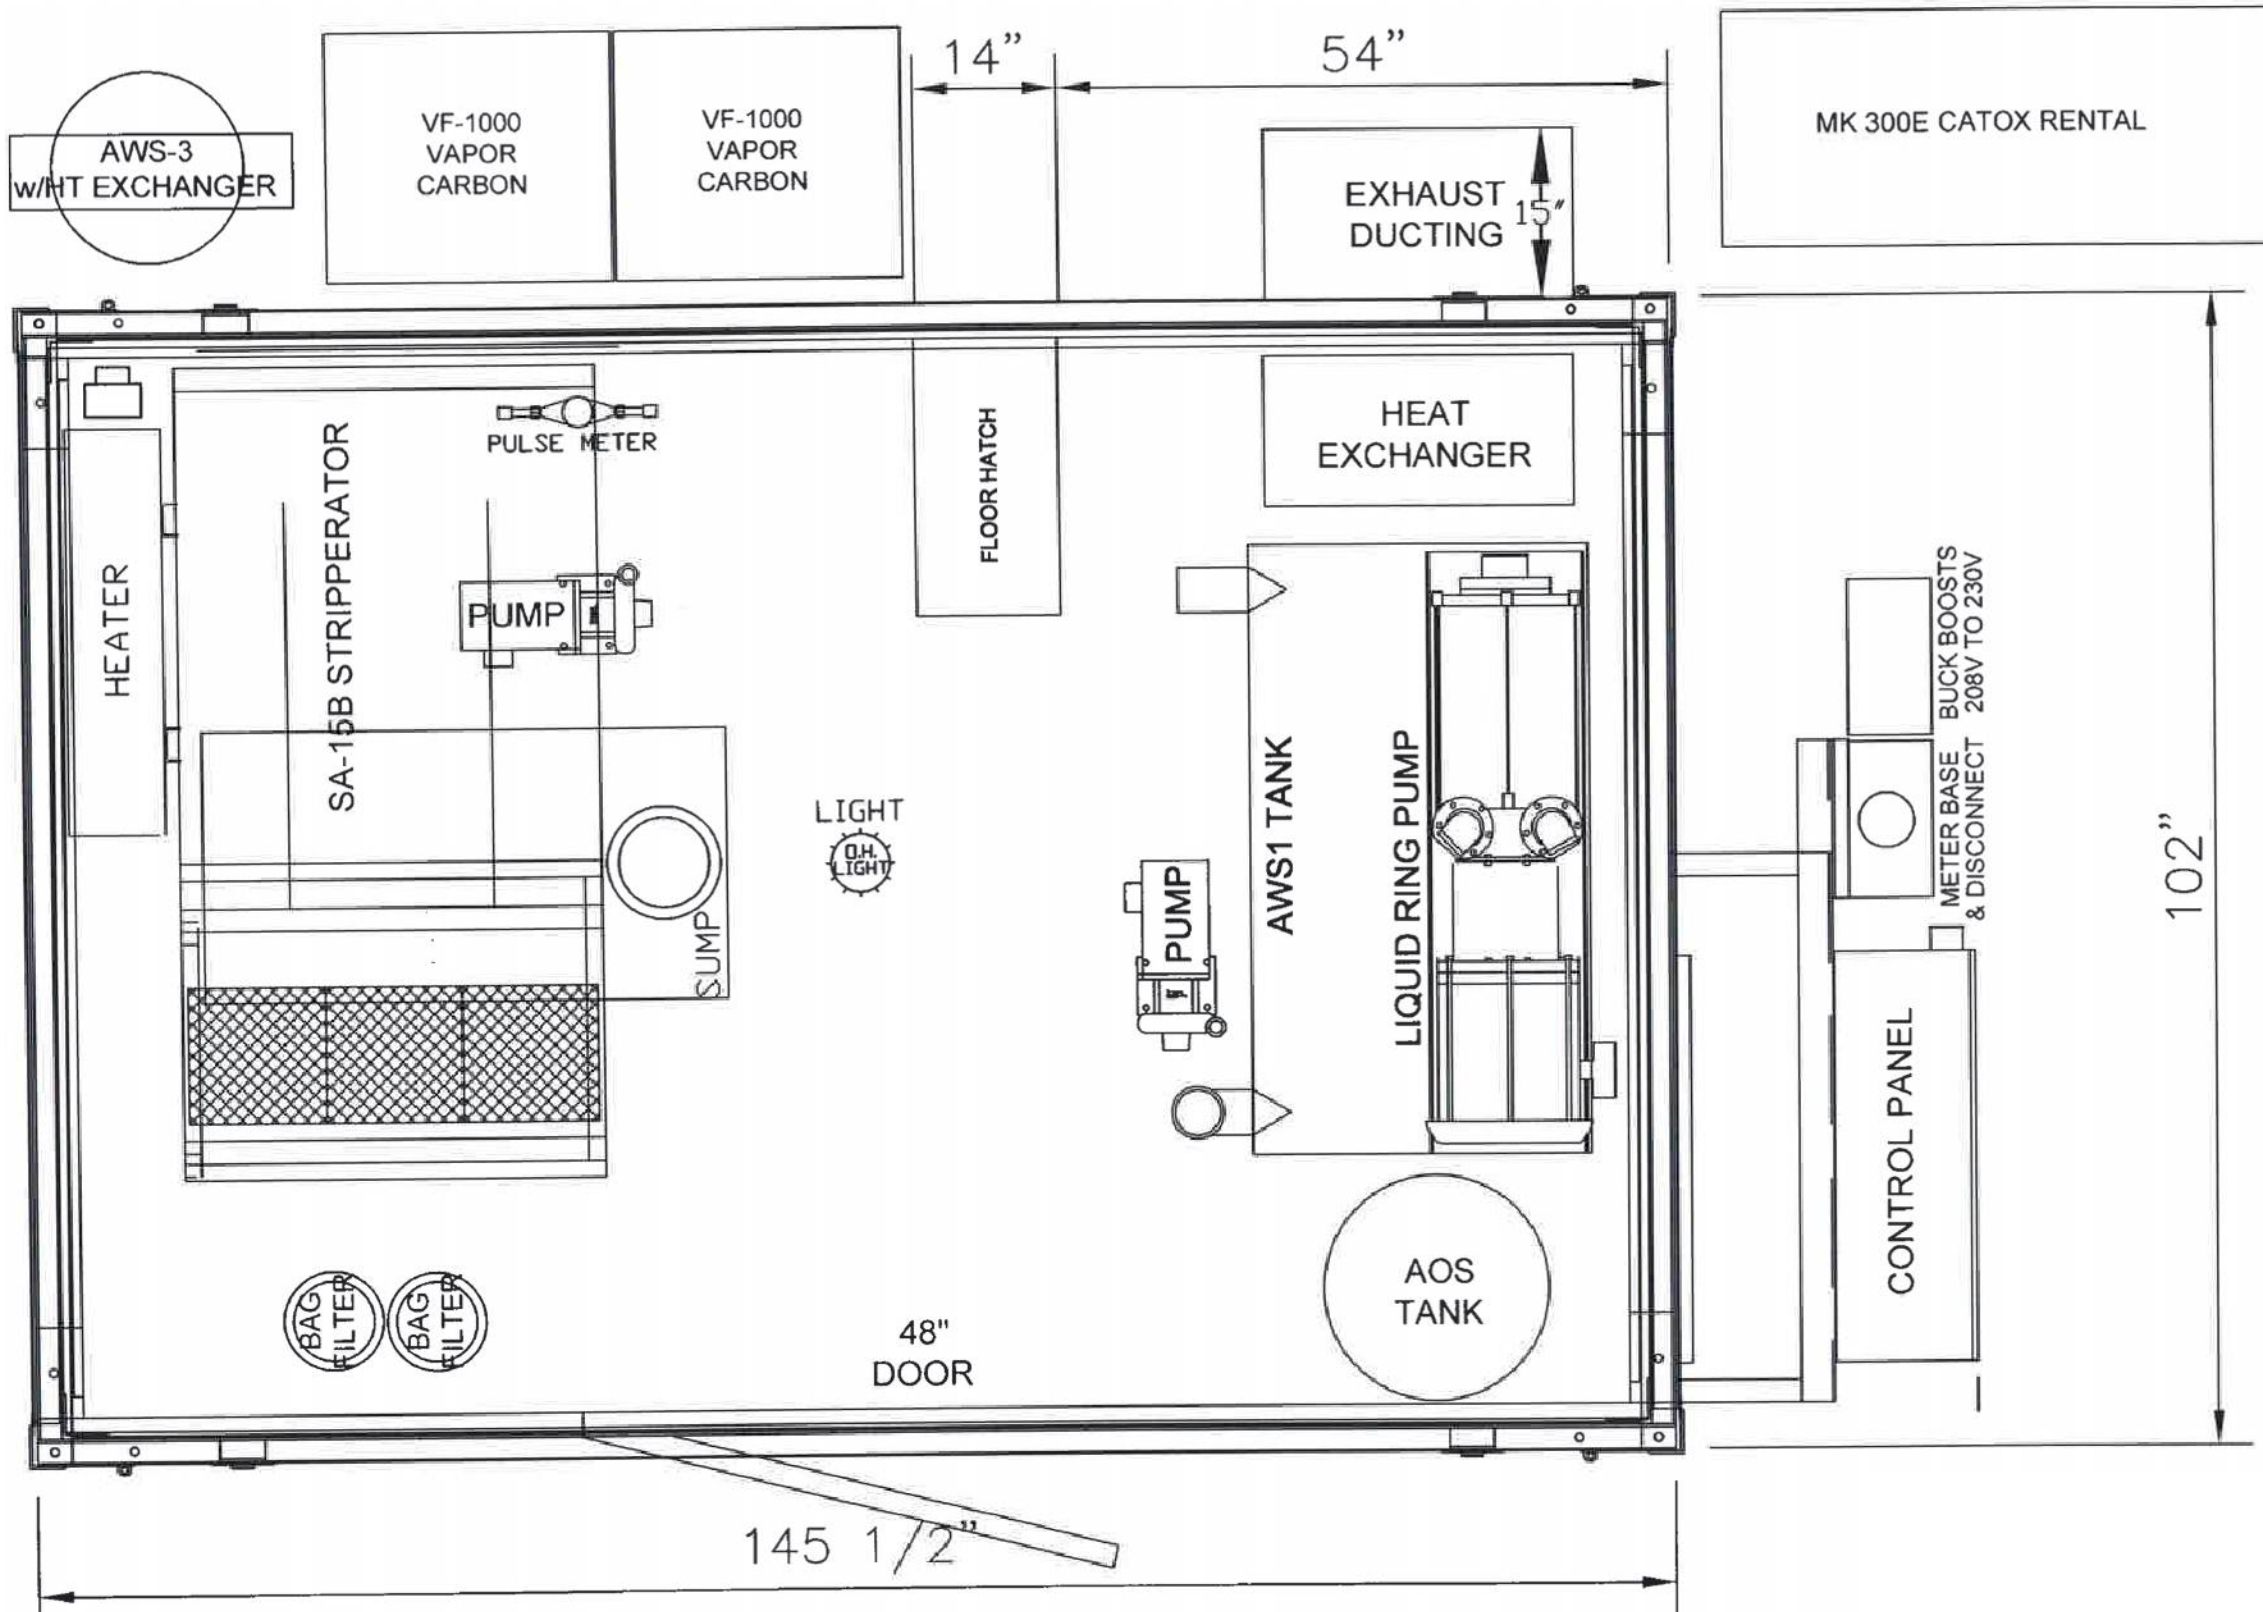 14"
54"
AWS-3
w/HT EXCHANGER
VF-1000
VAPOR
CARBON
VF-1000
VAPOR
CARBON
EXHAUST
DUCTING
15"
MK 300E CATOX RENTAL
HEATER
SA-15B STRIPPERATOR
PULSE METER
PUMP
FLOOR HATCH
HEAT
EXCHANGER
LIGHT
O.H.
LIGHT
SUMP
PUMP
AWS1 TANK
LIQUID RING PUMP
BUCK BOOSTS
208V TO 230V
METER BASE
& DISCONNECT
102"
CONTROL PANEL
BAG
FILTER
BAG
FILTER
48"
DOOR
AOS
TANK
145 1/2"